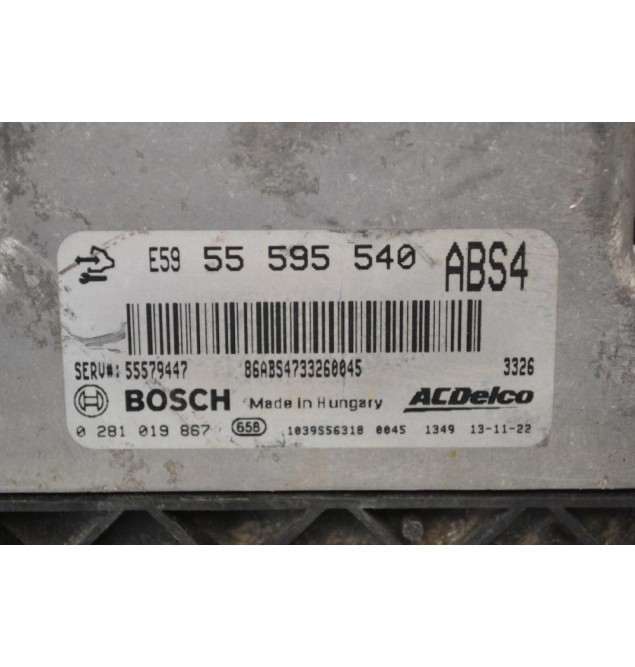 E59 55 595 540 ABS4
SERV#: 55579447 86ABS4733260045 3326
BOSCH Made in Hungary ACDelco
0 281 019 867 658 1039S56318 0045 1349 13-11-22